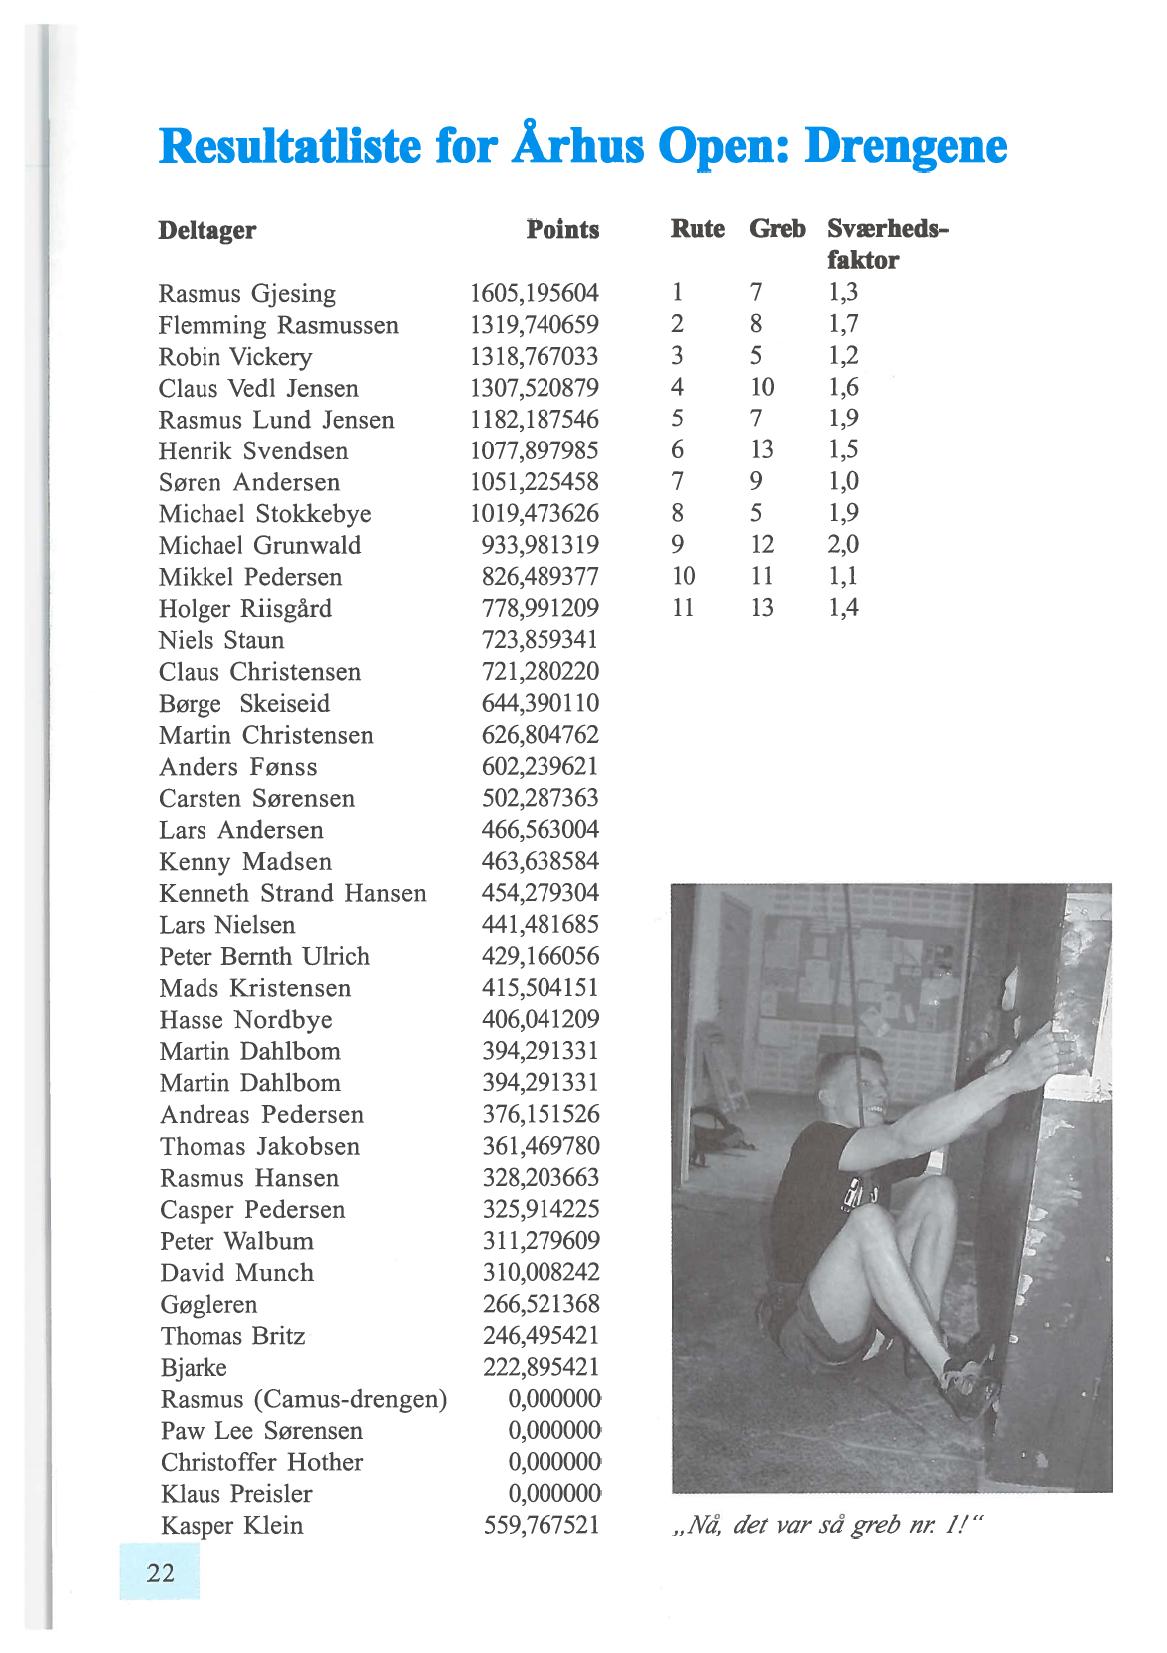 Resultatliste for Århus Open: Drengene
Deltager Points
Rasmus Gjesing 1605,195604
Flemming Rasmussen 1319,740659
Robin Vickery 1318,767033
Claus Vedl Jensen 1307,520879
Rasmus Lund Jensen 1182,187546
Henrik Svendsen 1077,897985
Søren Andersen 1051,225458
Michael Stokkebye 1019,473626
Michael Grunwald 933,981319
Mikkel Pedersen 826,489377
Holger Riisgård 778,991209
Niels Staun 723,859341
Claus Christensen 721,280220
Børge Skeiseid 644,390110
Martin Christensen 626,804762
Anders Fønss 602,239621
Carsten Sørensen 502,287363
Lars Andersen 466,563004
Kenny Madsen 463,638584
Kenneth Strand Hansen 454,279304
Lars Nielsen 441,481685
Peter Bernth Ulrich 429,166056
Mads Kristensen 415,504151
Hasse Nordbye 406,041209
Martin Dahlbom 394,291331
Martin Dahlbom 394,291331
Andreas Pedersen 376,151526
Thomas Jakobsen 361,469780
Rasmus Hansen 328,203663
Casper Pedersen 325,914225
Peter Walbum 311,279609
David Munch 310,008242
Gøgleren 266,521368
Thomas Britz 246,495421
Bjarke 222,895421
Rasmus (Camus-drengen) 0,000000
Paw Lee Sørensen 0,000000
Christoffer Hother 0,000000
Klaus Preisler 0,000000
Kasper Klein 559,767521
Rute Greb Sværheds-
faktor
1 7 1,3
2 8 1,7
3 5 1,2
4 10 1,6
5 7 1,9
6 13 1,5
7 9 1,0
8 5 1,9
9 12 2,0
10 11 1,1
11 13 1,4
„Nå, det var så greb nr. 1!“
22